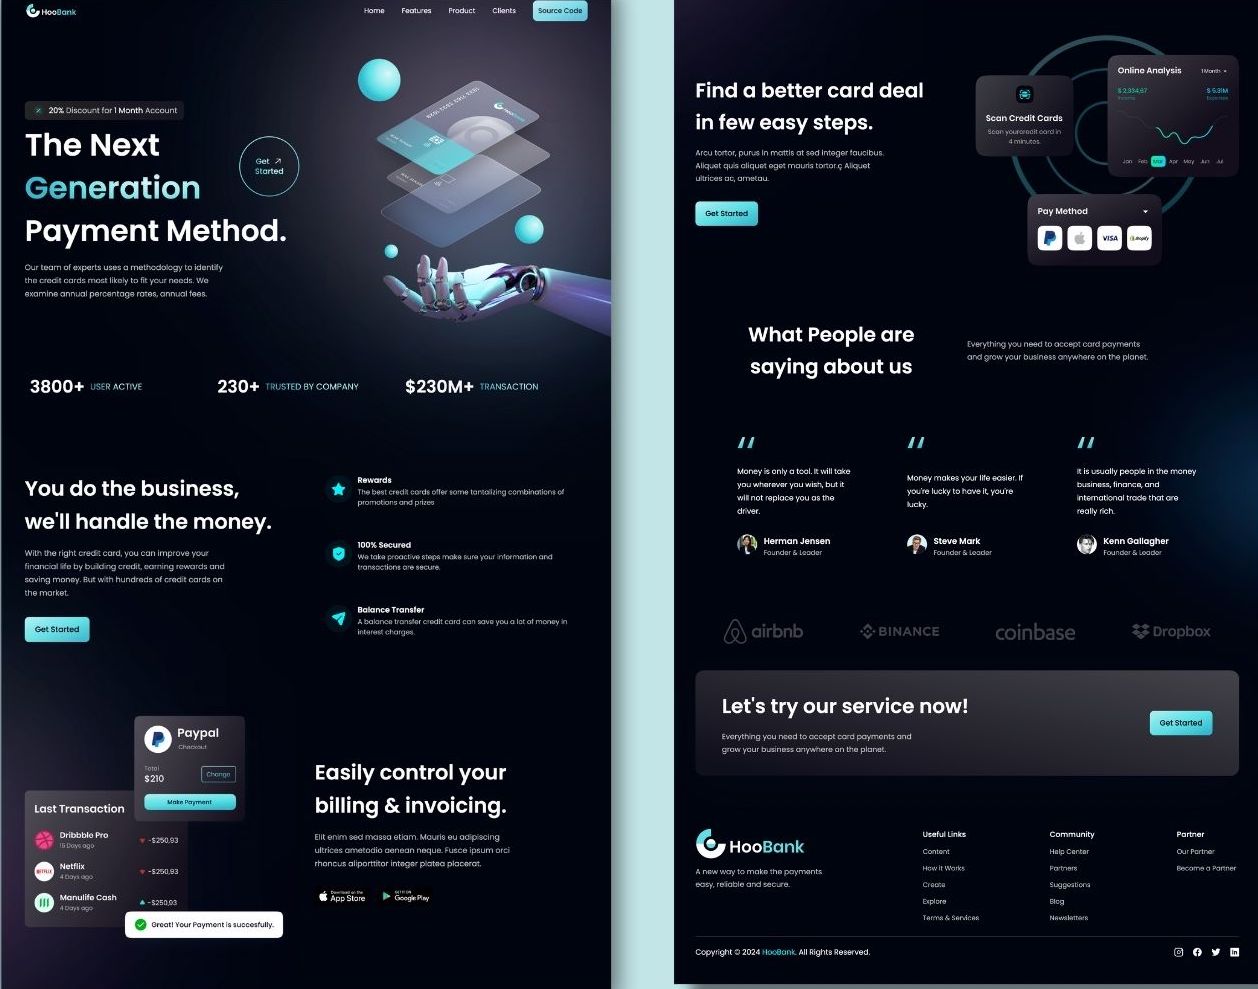 HooBank
Home
Features
Product
Clients
Source Code
20% Discount for 1 Month Account
The Next
Generation
Payment Method.
Get
Started
HooBank
Our team of experts uses a methodology to identify
the credit cards most likely to fit your needs. We
examine annual percentage rates, annual fees.
3800+ USER ACTIVE
230+ TRUSTED BY COMPANY
$230M+ TRANSACTION
You do the business,
we'll handle the money.
With the right credit card, you can improve your
financial life by building credit, earning rewards and
saving money. But with hundreds of credit cards on
the market.
Get Started
Rewards
The best credit cards offer some tantalizing combinations of
promotions and prizes
100% Secured
We take proactive steps make sure your information and
transactions are secure.
Balance Transfer
A balance transfer credit card can save you a lot of money in
interest charges.
Paypal
Checkout
Total
$210
Change
Make Payment
Last Transaction
Dribbble Pro
15 Days ago
-$250,93
Netflix
4 Days ago
-$250,93
NETFLIX
Manulife Cash
4 Days ago
-$250,93
Great! Your Payment is succesfully.
Easily control your
billing & invoicing.
Elit enim sed massa etiam. Mauris eu adipiscing
ultrices ametodio aenean neque. Fusce ipsum orci
rhoncus aliporttitor integer platea placerat.
Download on the
App Store
GET IT ON
Google Play
Find a better card deal
in few easy steps.
Arcu tortor, purus in mattis at sed integer faucibus.
Aliquet quis aliquet eget mauris tortor.ç Aliquet
ultrices ac, ametau.
Get Started
Scan Credit Cards
Scan yourcredit card in
4 minutes.
Online Analysis
1 Month
$ 2,334.67
Income
$ 5.31M
Expenses
Jan Feb Mar Apr May Jun Jul
Pay Method
VISA
shopify
What People are
saying about us
Everything you need to accept card payments
and grow your business anywhere on the planet.
Money is only a tool. It will take
you wherever you wish, but it
will not replace you as the
driver.
Herman Jensen
Founder & Leader
Money makes your life easier. If
you're lucky to have it, you're
lucky.
Steve Mark
Founder & Leader
It is usually people in the money
business, finance, and
international trade that are
really rich.
Kenn Gallagher
Founder & Leader
airbnb
BINANCE
coinbase
Dropbox
Let's try our service now!
Everything you need to accept card payments and
grow your business anywhere on the planet.
Get Started
HooBank
A new way to make the payments
easy, reliable and secure.
Useful Links
Content
How it Works
Create
Explore
Terms & Services
Community
Help Center
Partners
Suggestions
Blog
Newsletters
Partner
Our Partner
Become a Partner
Copyright © 2024 HooBank. All Rights Reserved.